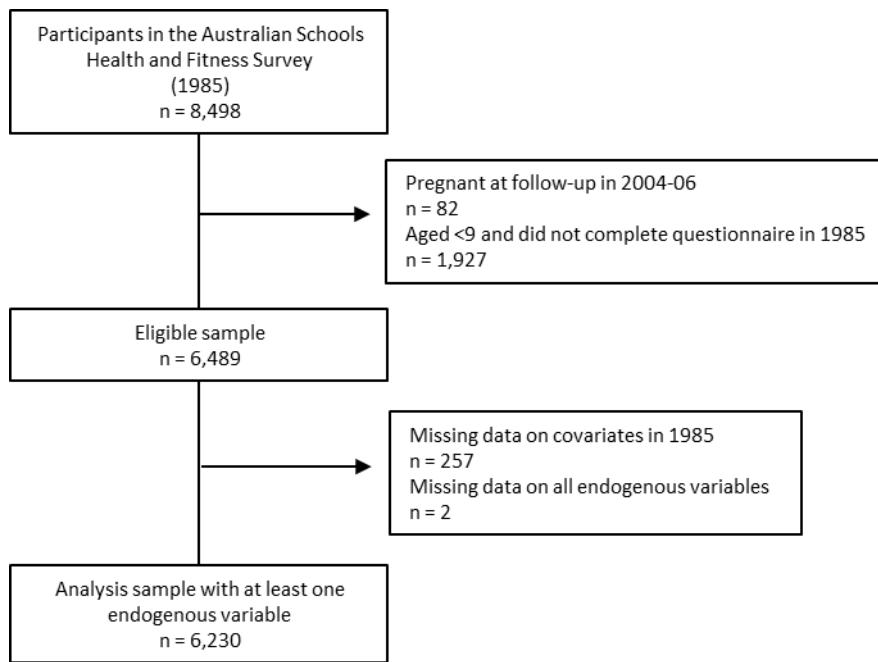 Participants in the Australian Schools
Health and Fitness Survey
(1985)
n = 8,498
Pregnant at follow-up in 2004-06
n = 82
Aged <9 and did not complete questionnaire in 1985
n = 1,927
Eligible sample
n = 6,489
Missing data on covariates in 1985
n = 257
Missing data on all endogenous variables
n = 2
Analysis sample with at least one
endogenous variable
n = 6,230